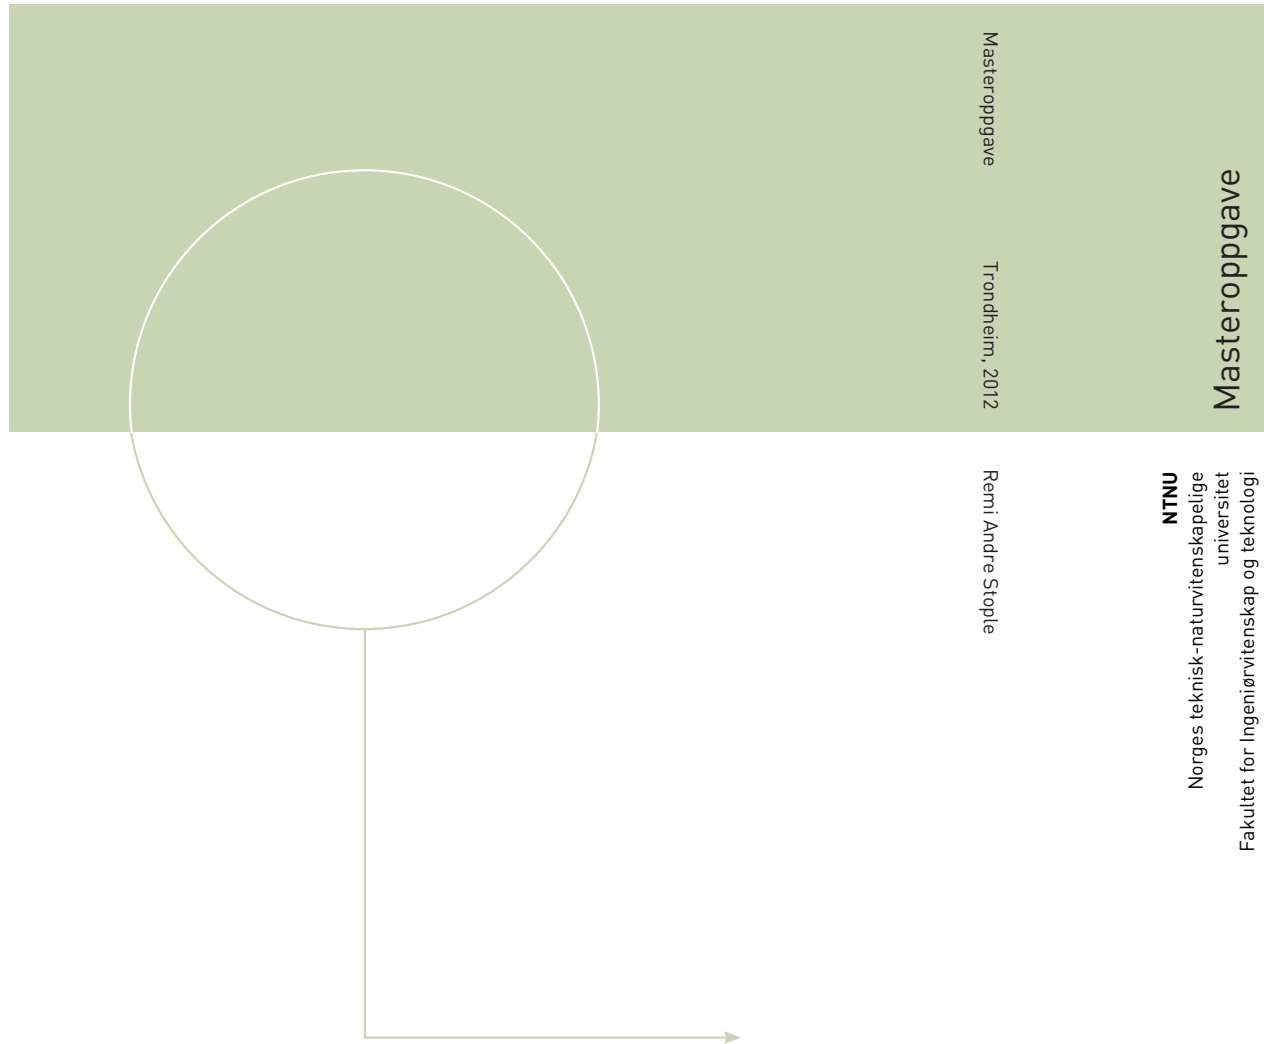 Masteroppgave
Trondheim, 2012
Remi Andre Stople
Masteroppgave
NTNU
Norges teknisk-naturvitenskapelige
universitet
Fakultet for Ingeniørvitenskap og teknologi